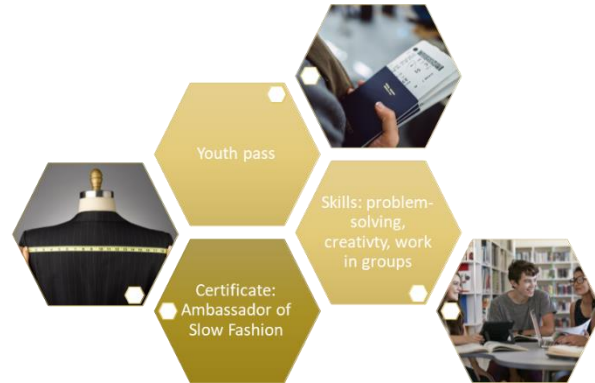 Youth pass
Skills: problem-
solving,
creativty, work
in groups
Certificate:
Ambassador of
Slow Fashion